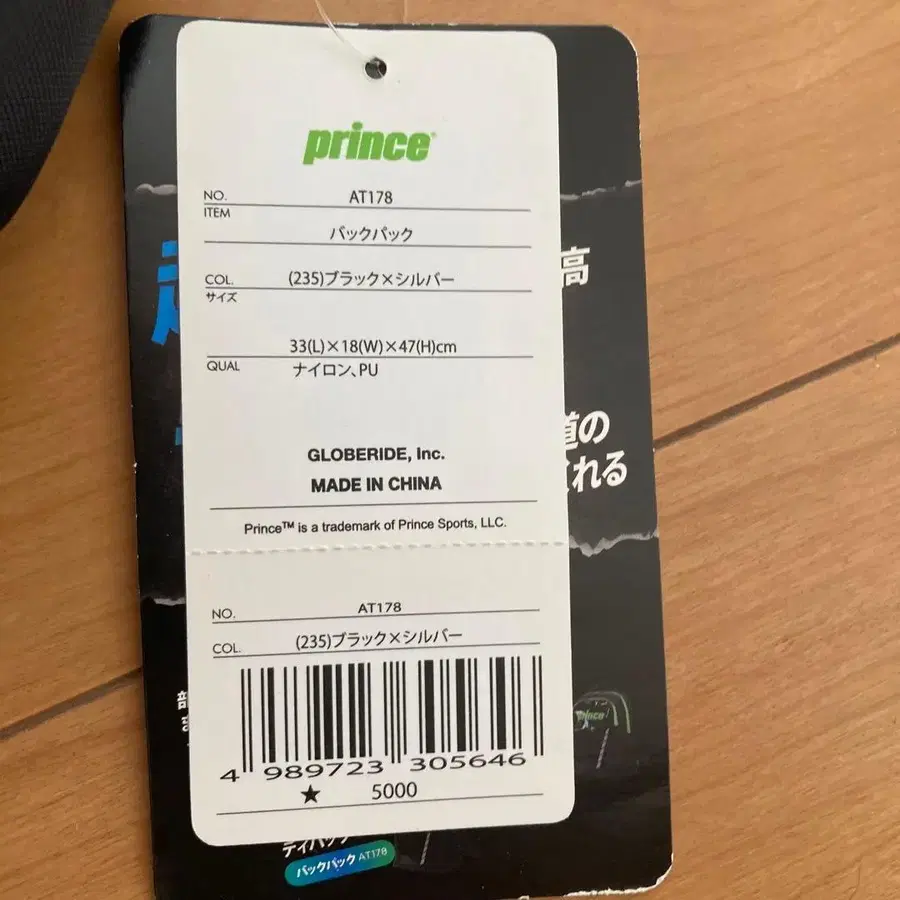 prince
NO. AT178
ITEM
バックパック
COL. (235)ブラック×シルバー
サイズ
33(L)×18(W)×47(H)cm
QUAL ナイロン、PU
GLOBERIDE, Inc.
MADE IN CHINA
Prince™ is a trademark of Prince Sports, LLC.
NO. AT178
COL. (235)ブラック×シルバー
4 989723 305646
★ 5000
高
道の
れる
prince
バックパック AT178